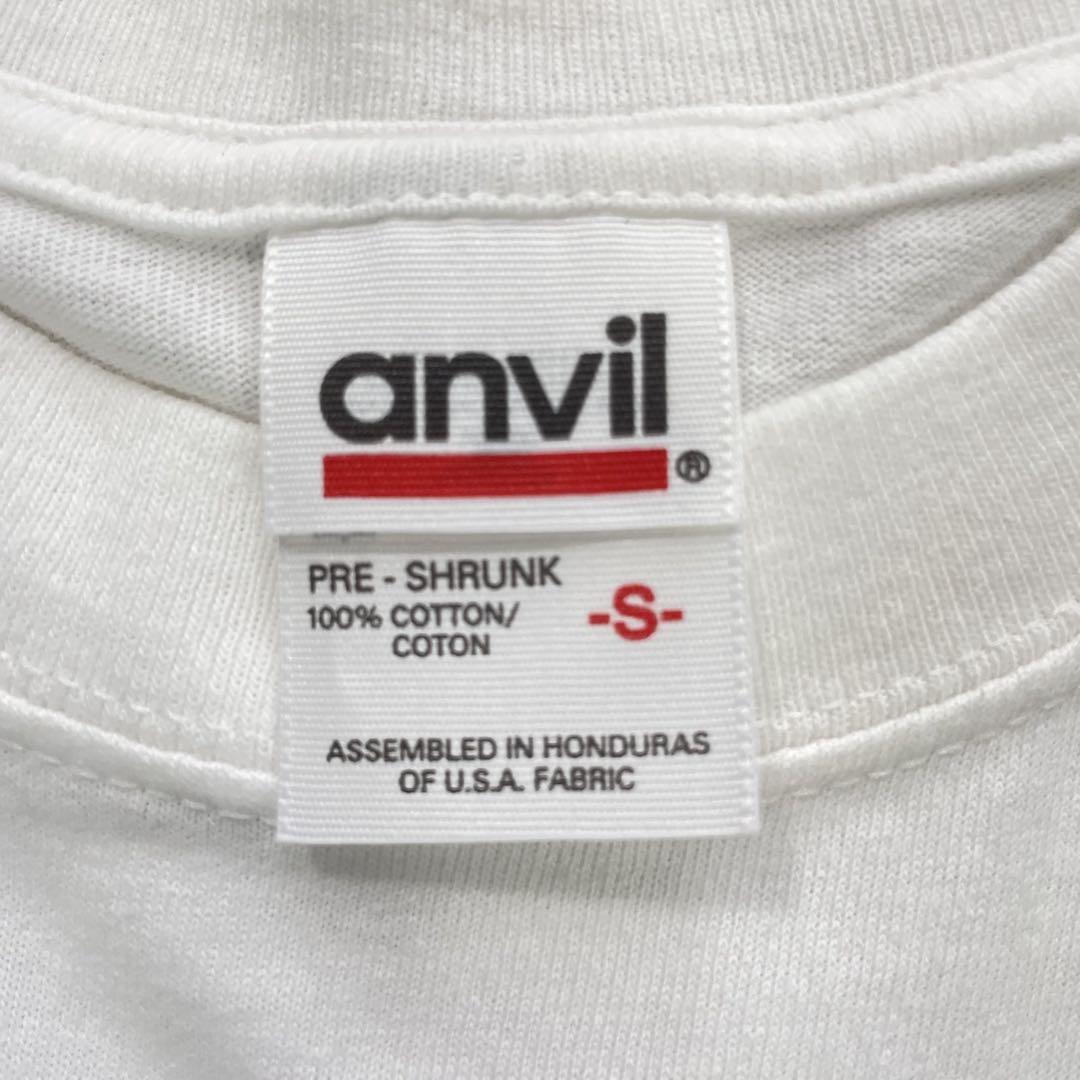 anvil
®
PRE - SHRUNK
100% COTTON/
COTON
-S-
ASSEMBLED IN HONDURAS
OF U.S.A. FABRIC